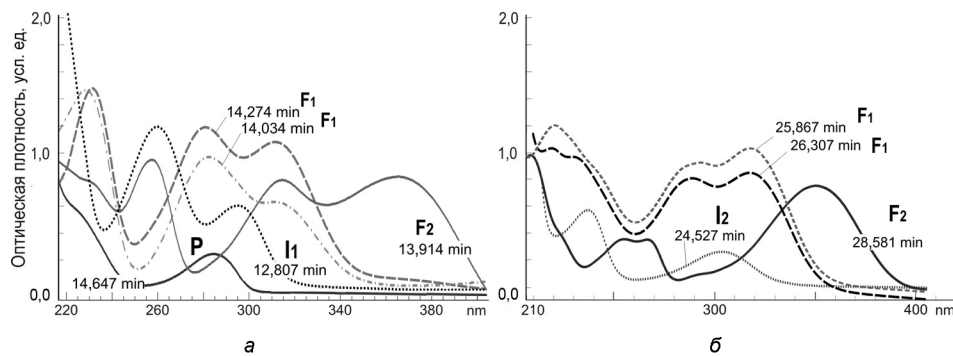 Оптическая плотность, усл. ед.
2,0
1,0
0,0
220
260
300
340
380
nm
14,274 min F1
14,034 min F1
P
I1
12,807 min
F2
13,914 min
14,647 min
а
2,0
1,0
0,0
210
300
400
nm
F1
25,867 min
26,307 min F1
I2
24,527 min
F2
28,581 min
б